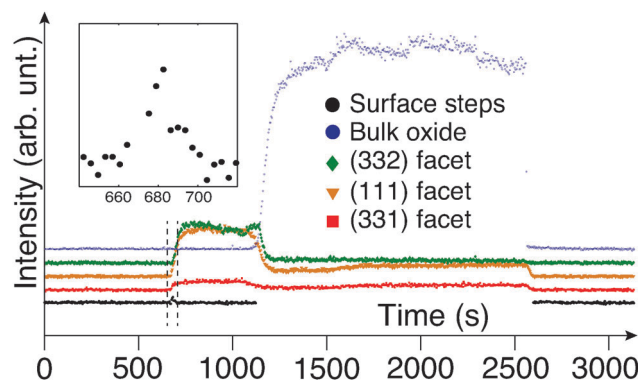 Intensity (arb. unt.)
660 680 700
Surface steps
Bulk oxide
(332) facet
(111) facet
(331) facet
Time (s)
0 500 1000 1500 2000 2500 3000